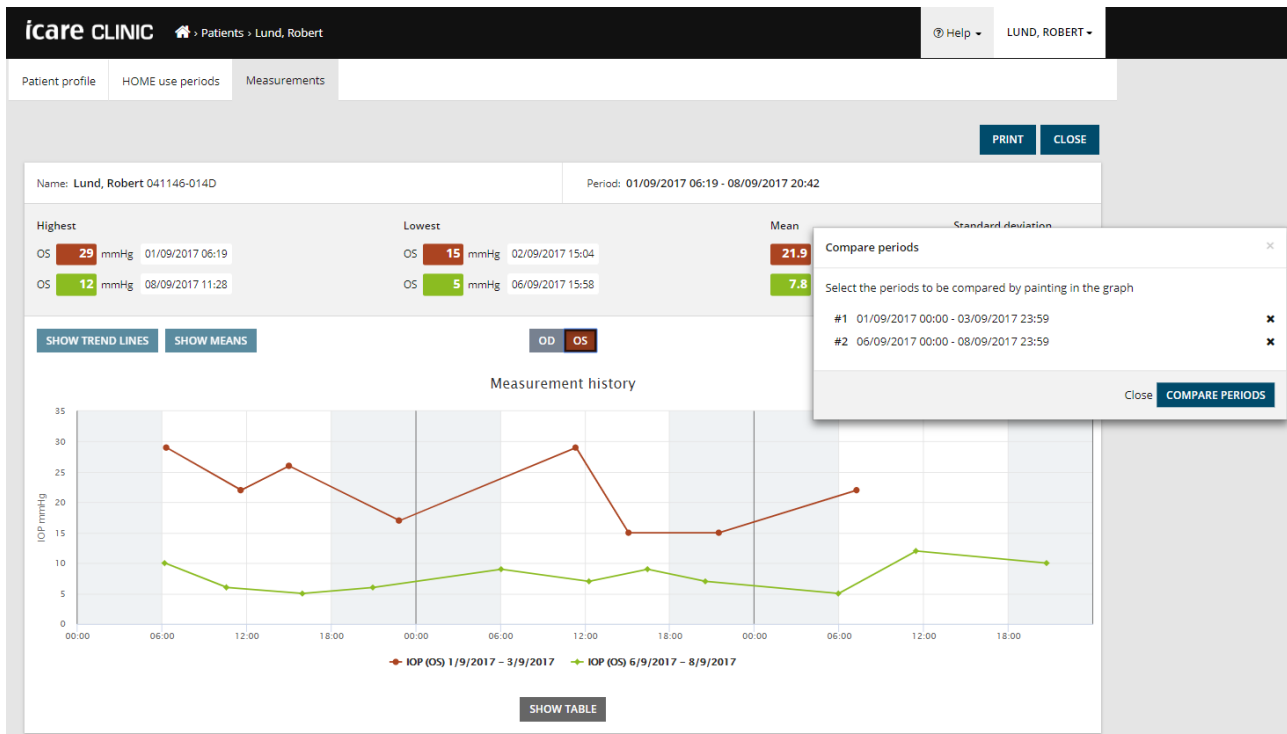 icare CLINIC › Patients › Lund, Robert
Help
LUND, ROBERT
Patient profile HOME use periods Measurements
PRINT CLOSE
Name: Lund, Robert 041146-014D Period: 01/09/2017 06:19 - 08/09/2017 20:42
Highest Lowest Mean Standard deviation
OS 29 mmHg 01/09/2017 06:19 OS 15 mmHg 02/09/2017 15:04 21.9
OS 12 mmHg 08/09/2017 11:28 OS 5 mmHg 06/09/2017 15:58 7.8
Compare periods ×
Select the periods to be compared by painting in the graph
#1 01/09/2017 00:00 - 03/09/2017 23:59 ×
#2 06/09/2017 00:00 - 08/09/2017 23:59 ×
Close COMPARE PERIODS
SHOW TREND LINES SHOW MEANS OD OS
Measurement history
IOP mmHg
35
30
25
20
15
10
5
0
00:00 06:00 12:00 18:00 00:00 06:00 12:00 18:00 00:00 06:00 12:00 18:00
IOP (OS) 1/9/2017 – 3/9/2017 IOP (OS) 6/9/2017 – 8/9/2017
SHOW TABLE